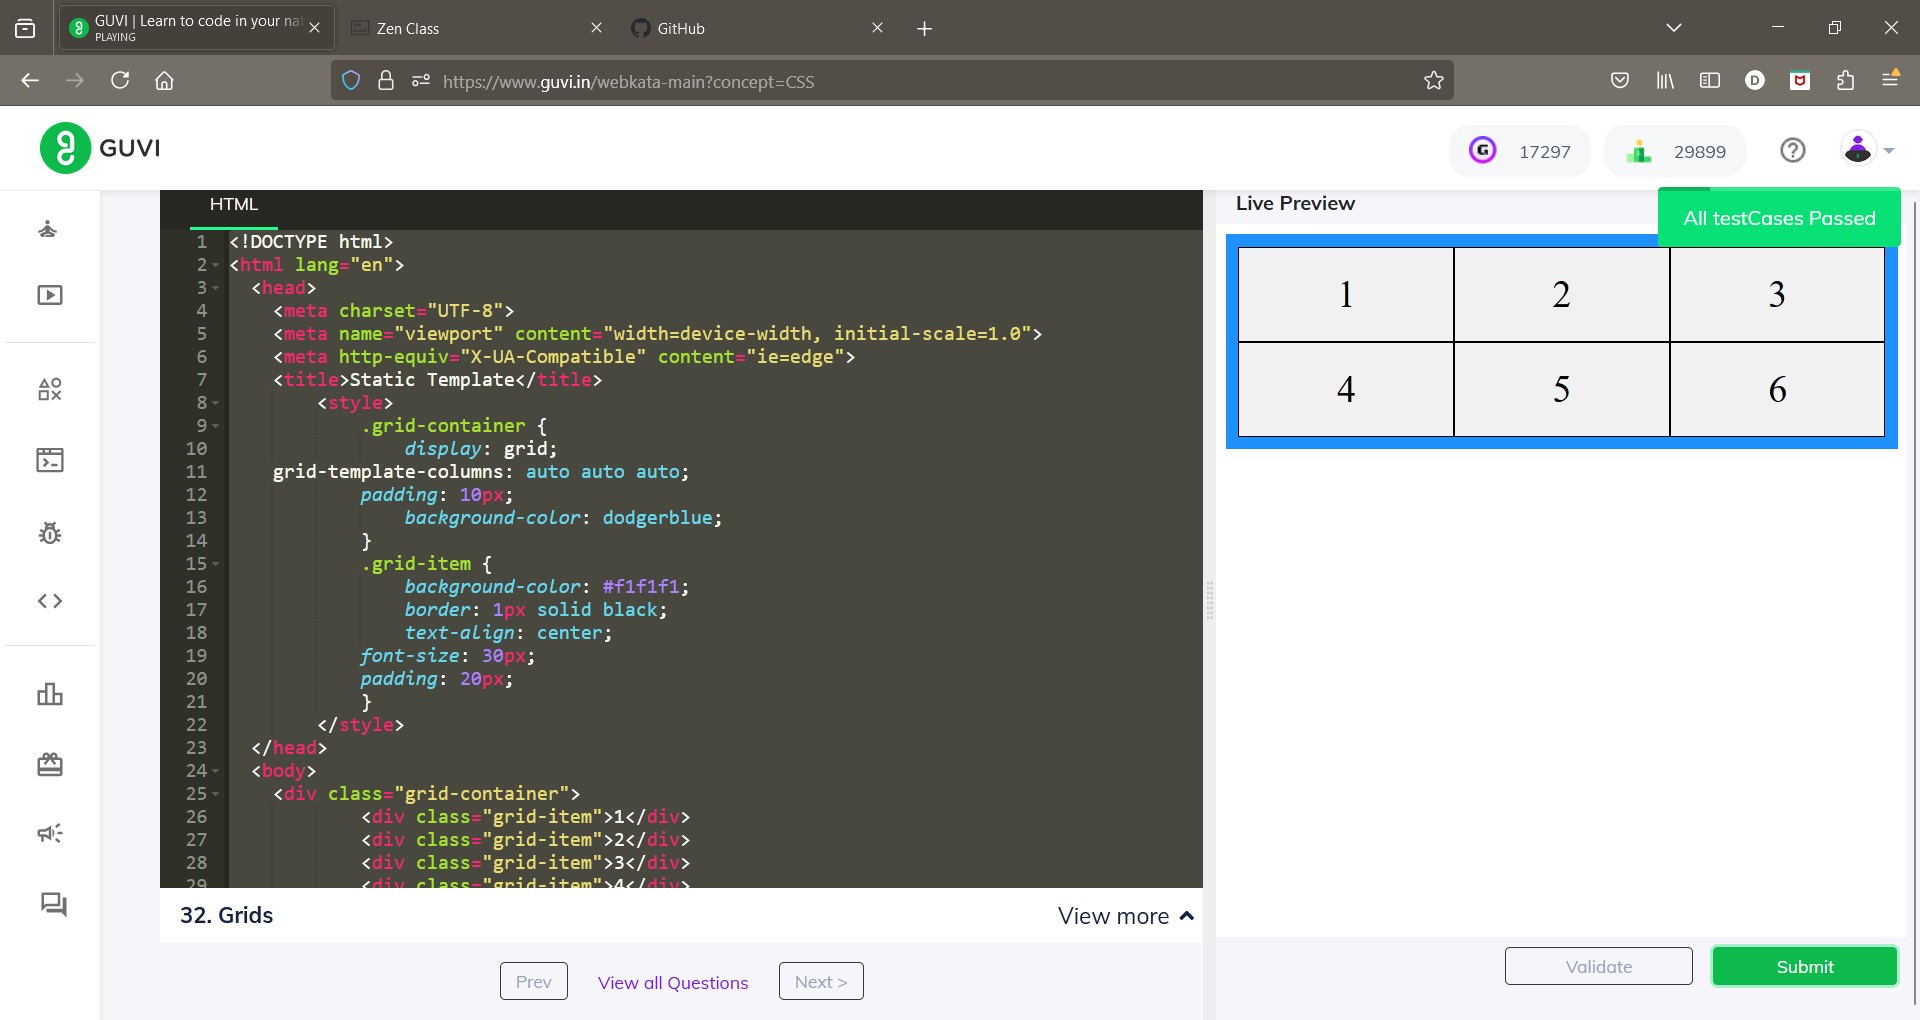 GUVI | Learn to code in your nat
PLAYING
Zen Class
GitHub
https://www.guvi.in/webkata-main?concept=CSS
D
GUVI
G 17297
29899
HTML
Live Preview
All testCases Passed
1 <!DOCTYPE html>
2 <html lang="en">
3 <head>
4 <meta charset="UTF-8">
5 <meta name="viewport" content="width=device-width, initial-scale=1.0">
6 <meta http-equiv="X-UA-Compatible" content="ie=edge">
7 <title>Static Template</title>
8 <style>
9 .grid-container {
10 display: grid;
11 grid-template-columns: auto auto auto;
12 padding: 10px;
13 background-color: dodgerblue;
14 }
15 .grid-item {
16 background-color: #f1f1f1;
17 border: 1px solid black;
18 text-align: center;
19 font-size: 30px;
20 padding: 20px;
21 }
22 </style>
23 </head>
24 <body>
25 <div class="grid-container">
26 <div class="grid-item">1</div>
27 <div class="grid-item">2</div>
28 <div class="grid-item">3</div>
29 <div class="grid-item">4</div>
1 2 3
4 5 6
32. Grids
View more
Prev
View all Questions
Next >
Validate
Submit